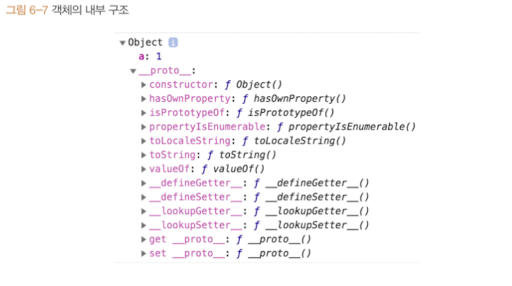 그림 6-7 객체의 내부 구조
▼Object i
a: 1
▼__proto__:
▶constructor: ƒ Object()
▶hasOwnProperty: ƒ hasOwnProperty()
▶isPrototypeOf: ƒ isPrototypeOf()
▶propertyIsEnumerable: ƒ propertyIsEnumerable()
▶toLocaleString: ƒ toLocaleString()
▶toString: ƒ toString()
▶valueOf: ƒ valueOf()
▶__defineGetter__: ƒ __defineGetter__()
▶__defineSetter__: ƒ __defineSetter__()
▶__lookupGetter__: ƒ __lookupGetter__()
▶__lookupSetter__: ƒ __lookupSetter__()
▶get __proto__: ƒ __proto__()
▶set __proto__: ƒ __proto__()